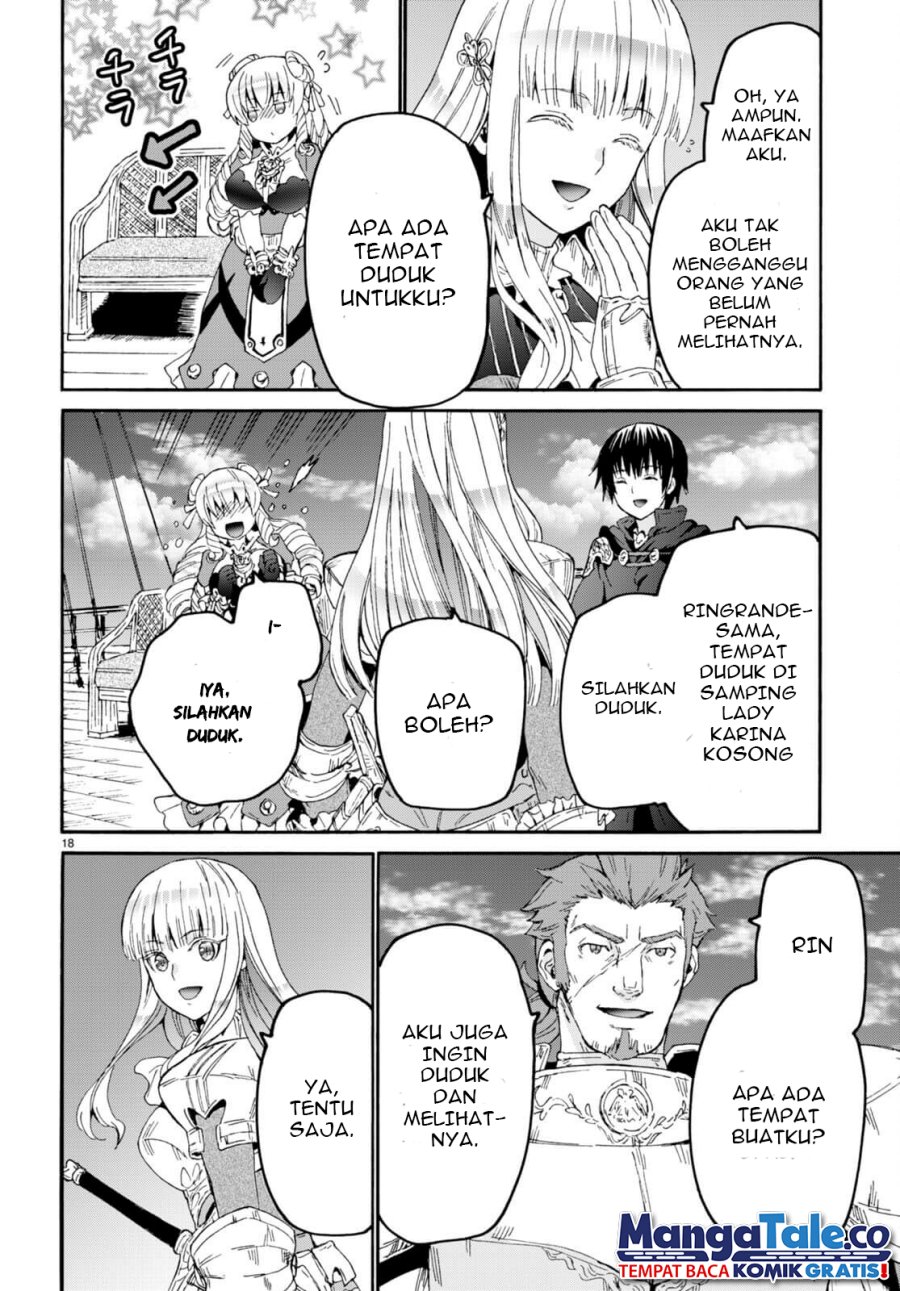 OH, YA
AMPUN.
MAAFKAN
AKU.
AKU TAK
BOLEH
MENGGANGGU
ORANG YANG
BELUM
PERNAH
MELIHATNYA.
APA ADA
TEMPAT
DUDUK
UNTUKKU?
チラ
チラ
RINGRANDE-
SAMA,
TEMPAT
DUDUK DI
SAMPING
LADY
KARINA
KOSONG
SILAHKAN
DUDUK.
APA
BOLEH?
I-
IYA,
SILAHKAN
DUDUK.
18
RIN
APA ADA
TEMPAT
BUATKU?
AKU JUGA
INGIN
DUDUK
DAN
MELIHAT-
NYA.
YA,
TENTU
SAJA.
MangaTale.co
TEMPAT BACA KOMIK GRATIS!